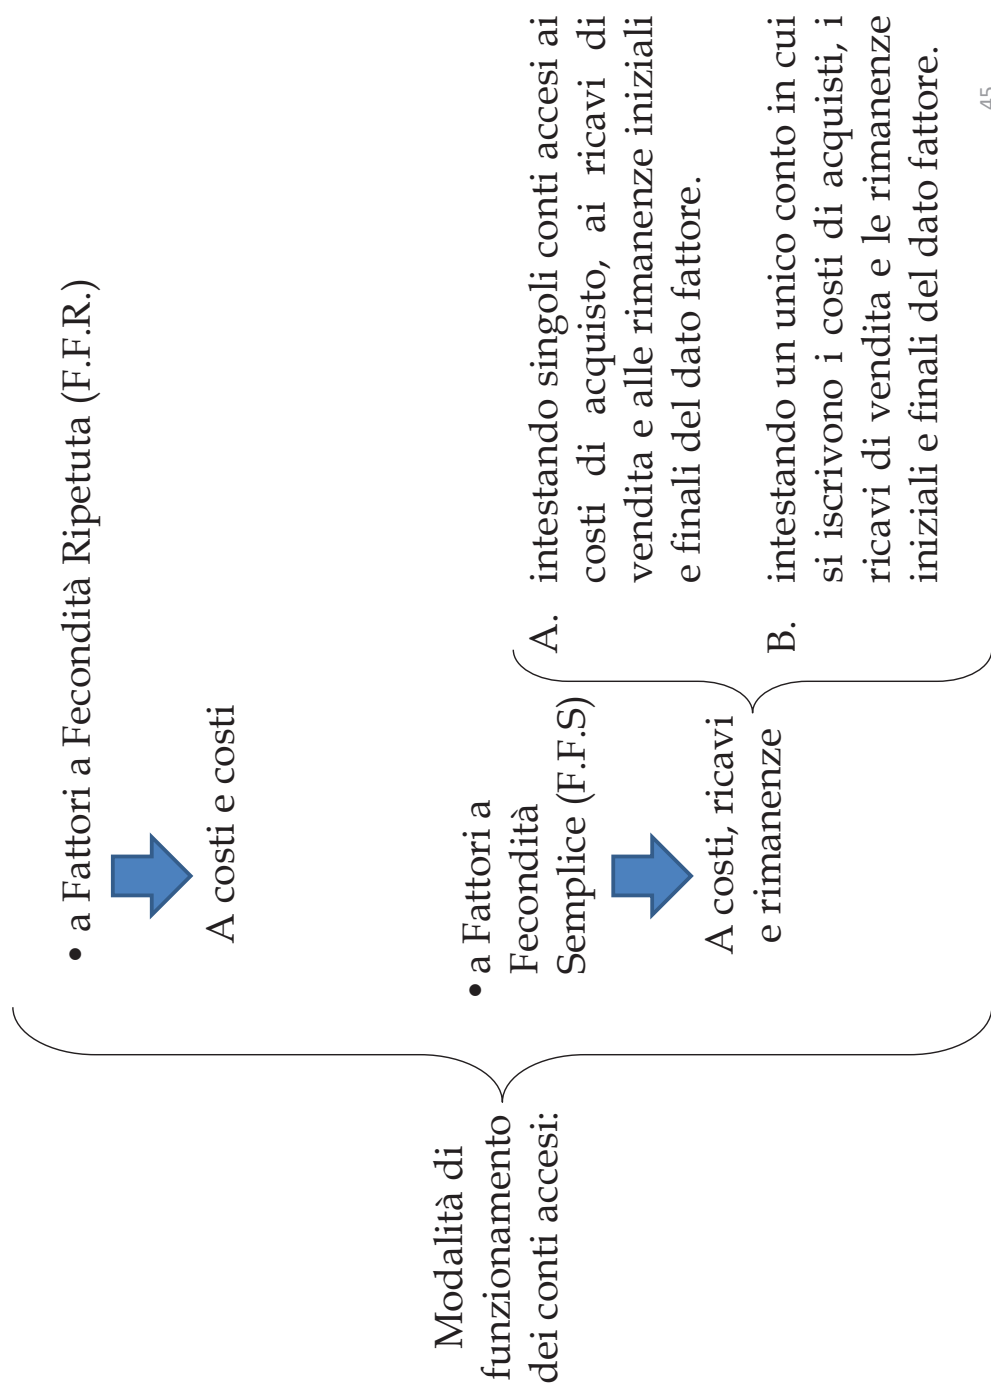 Modalità di
funzionamento
dei conti accesi:
• a Fattori a Fecondità Ripetuta (F.F.R.)
A costi e costi
• a Fattori a
Fecondità
Semplice (F.F.S)
A costi, ricavi
e rimanenze
A. intestando singoli conti accesi ai
costi di acquisto, ai ricavi di
vendita e alle rimanenze iniziali
e finali del dato fattore.
B. intestando un unico conto in cui
si iscrivono i costi di acquisti, i
ricavi di vendita e le rimanenze
iniziali e finali del dato fattore.
45